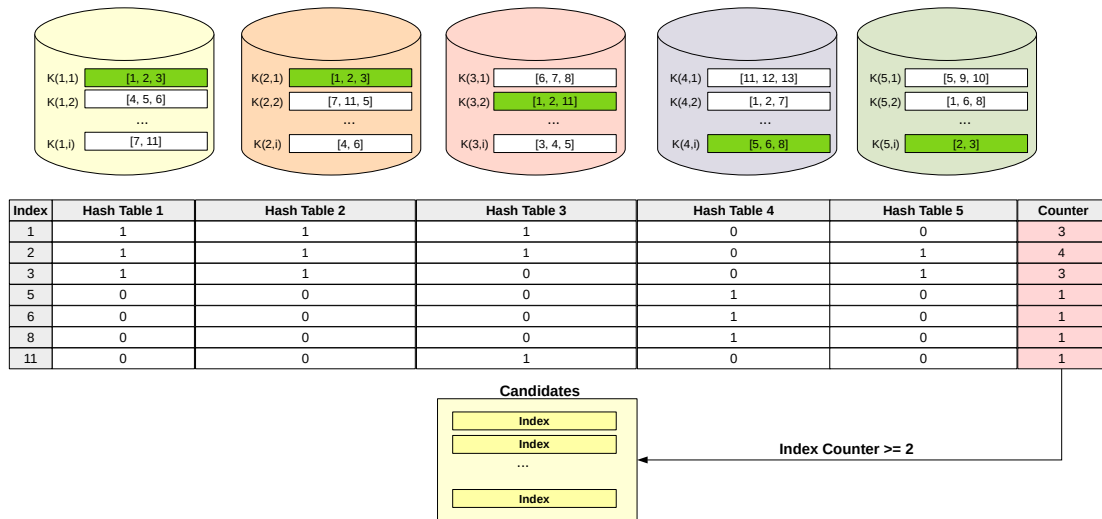 K(1,1) [1, 2, 3] K(2,1) [1, 2, 3] K(3,1) [6, 7, 8] K(4,1) [11, 12, 13] K(5,1) [5, 9, 10]
K(1,2) [4, 5, 6] K(2,2) [7, 11, 5] K(3,2) [1, 2, 11] K(4,2) [1, 2, 7] K(5,2) [1, 6, 8]
... ... ... ... ...
K(1,i) [7, 11] K(2,i) [4, 6] K(3,i) [3, 4, 5] K(4,i) [5, 6, 8] K(5,i) [2, 3]
Index Hash Table 1 Hash Table 2 Hash Table 3 Hash Table 4 Hash Table 5 Counter
1 1 1 1 0 0 3
2 1 1 1 0 1 4
3 1 1 0 0 1 3
5 0 0 0 1 0 1
6 0 0 0 1 0 1
8 0 0 0 1 0 1
11 0 0 1 0 0 1
Candidates
Index
Index
...
Index
Index Counter >= 2